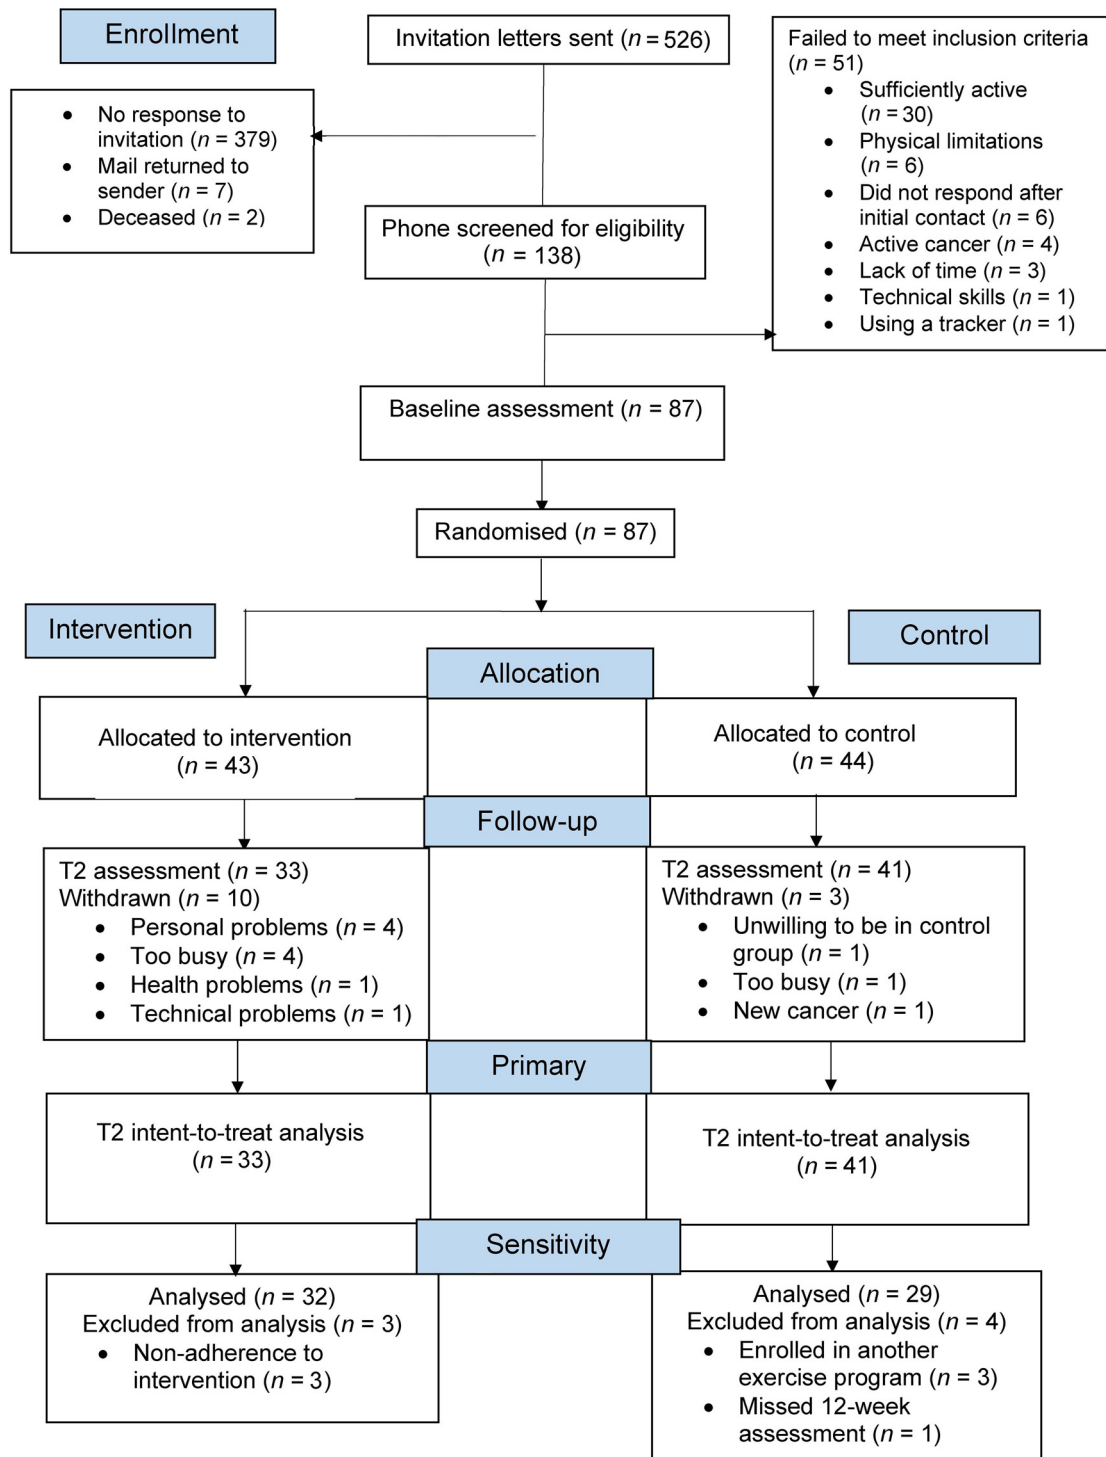 Enrollment
Invitation letters sent (n = 526)
• No response to
invitation (n = 379)
• Mail returned to
sender (n = 7)
• Deceased (n = 2)
Failed to meet inclusion criteria
(n = 51)
• Sufficiently active
(n = 30)
• Physical limitations
(n = 6)
• Did not respond after
initial contact (n = 6)
• Active cancer (n = 4)
• Lack of time (n = 3)
• Technical skills (n = 1)
• Using a tracker (n = 1)
Phone screened for eligibility
(n = 138)
Baseline assessment (n = 87)
Randomised (n = 87)
Intervention
Control
Allocation
Allocated to intervention
(n = 43)
Allocated to control
(n = 44)
Follow-up
T2 assessment (n = 33)
Withdrawn (n = 10)
• Personal problems (n = 4)
• Too busy (n = 4)
• Health problems (n = 1)
• Technical problems (n = 1)
T2 assessment (n = 41)
Withdrawn (n = 3)
• Unwilling to be in control
group (n = 1)
• Too busy (n = 1)
• New cancer (n = 1)
Primary
T2 intent-to-treat analysis
(n = 33)
T2 intent-to-treat analysis
(n = 41)
Sensitivity
Analysed (n = 32)
Excluded from analysis (n = 3)
• Non-adherence to
intervention (n = 3)
Analysed (n = 29)
Excluded from analysis (n = 4)
• Enrolled in another
exercise program (n = 3)
• Missed 12-week
assessment (n = 1)